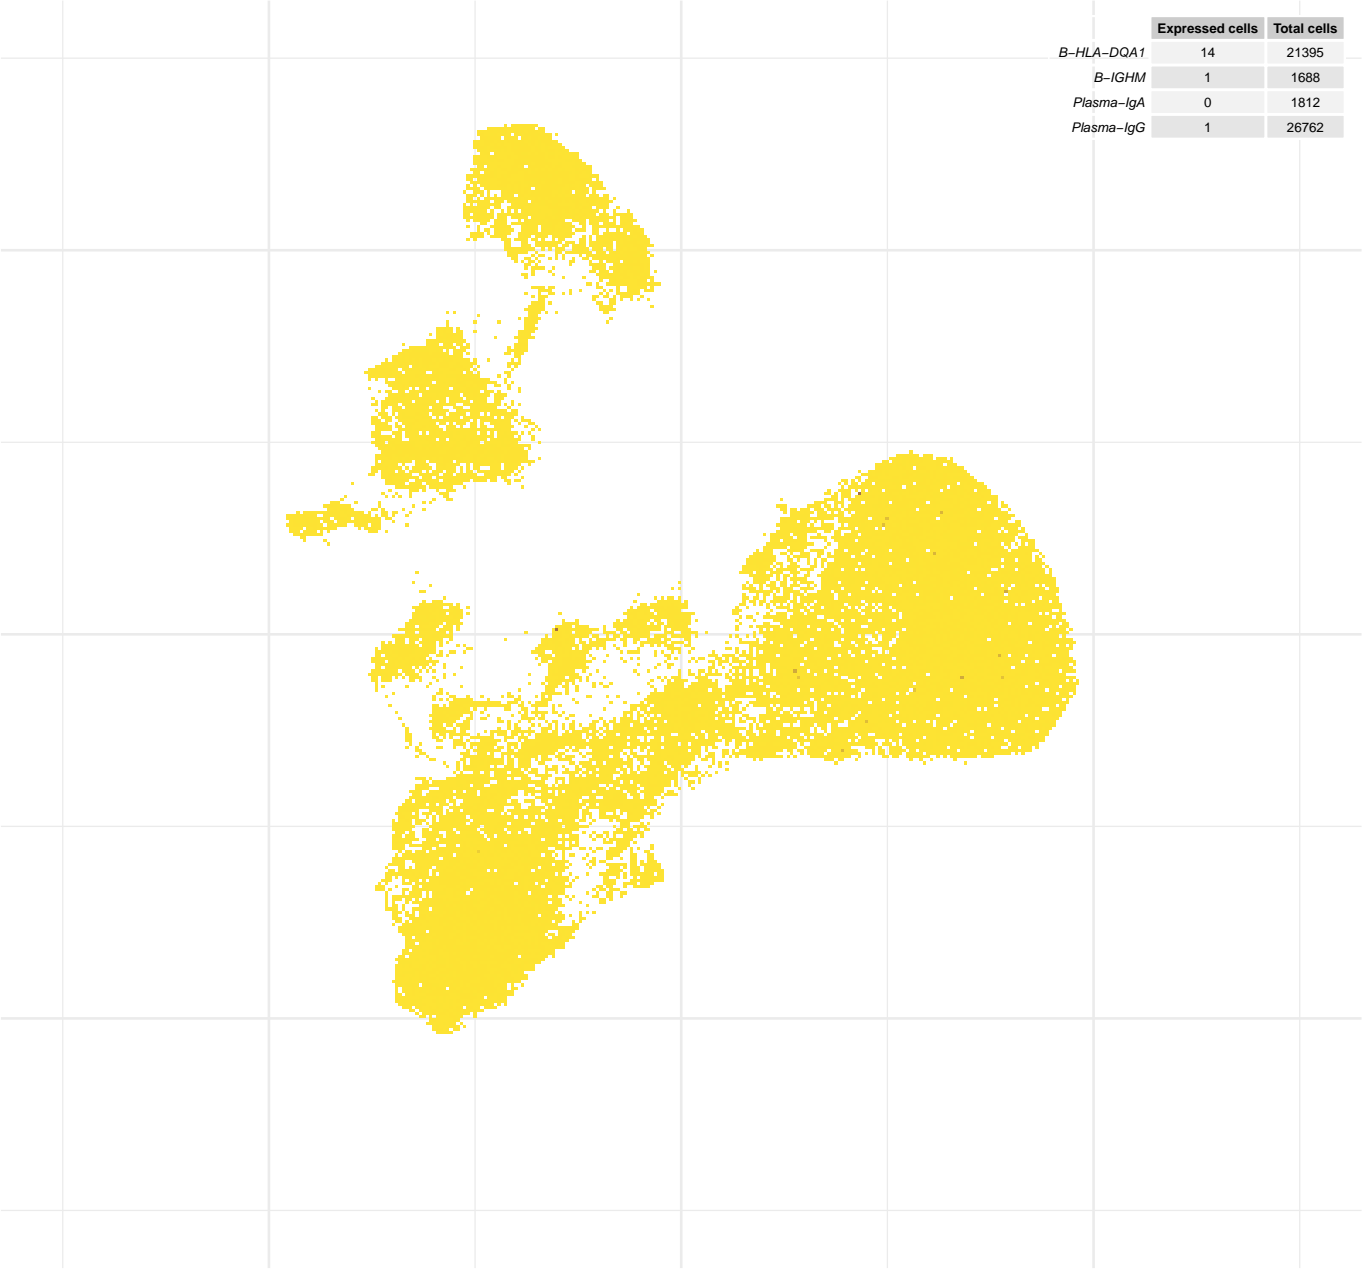 Expressed cells Total cells
B−HLA−DQA1 14 21395
B−IGHM 1 1688
Plasma−IgA 0 1812
Plasma−IgG 1 26762